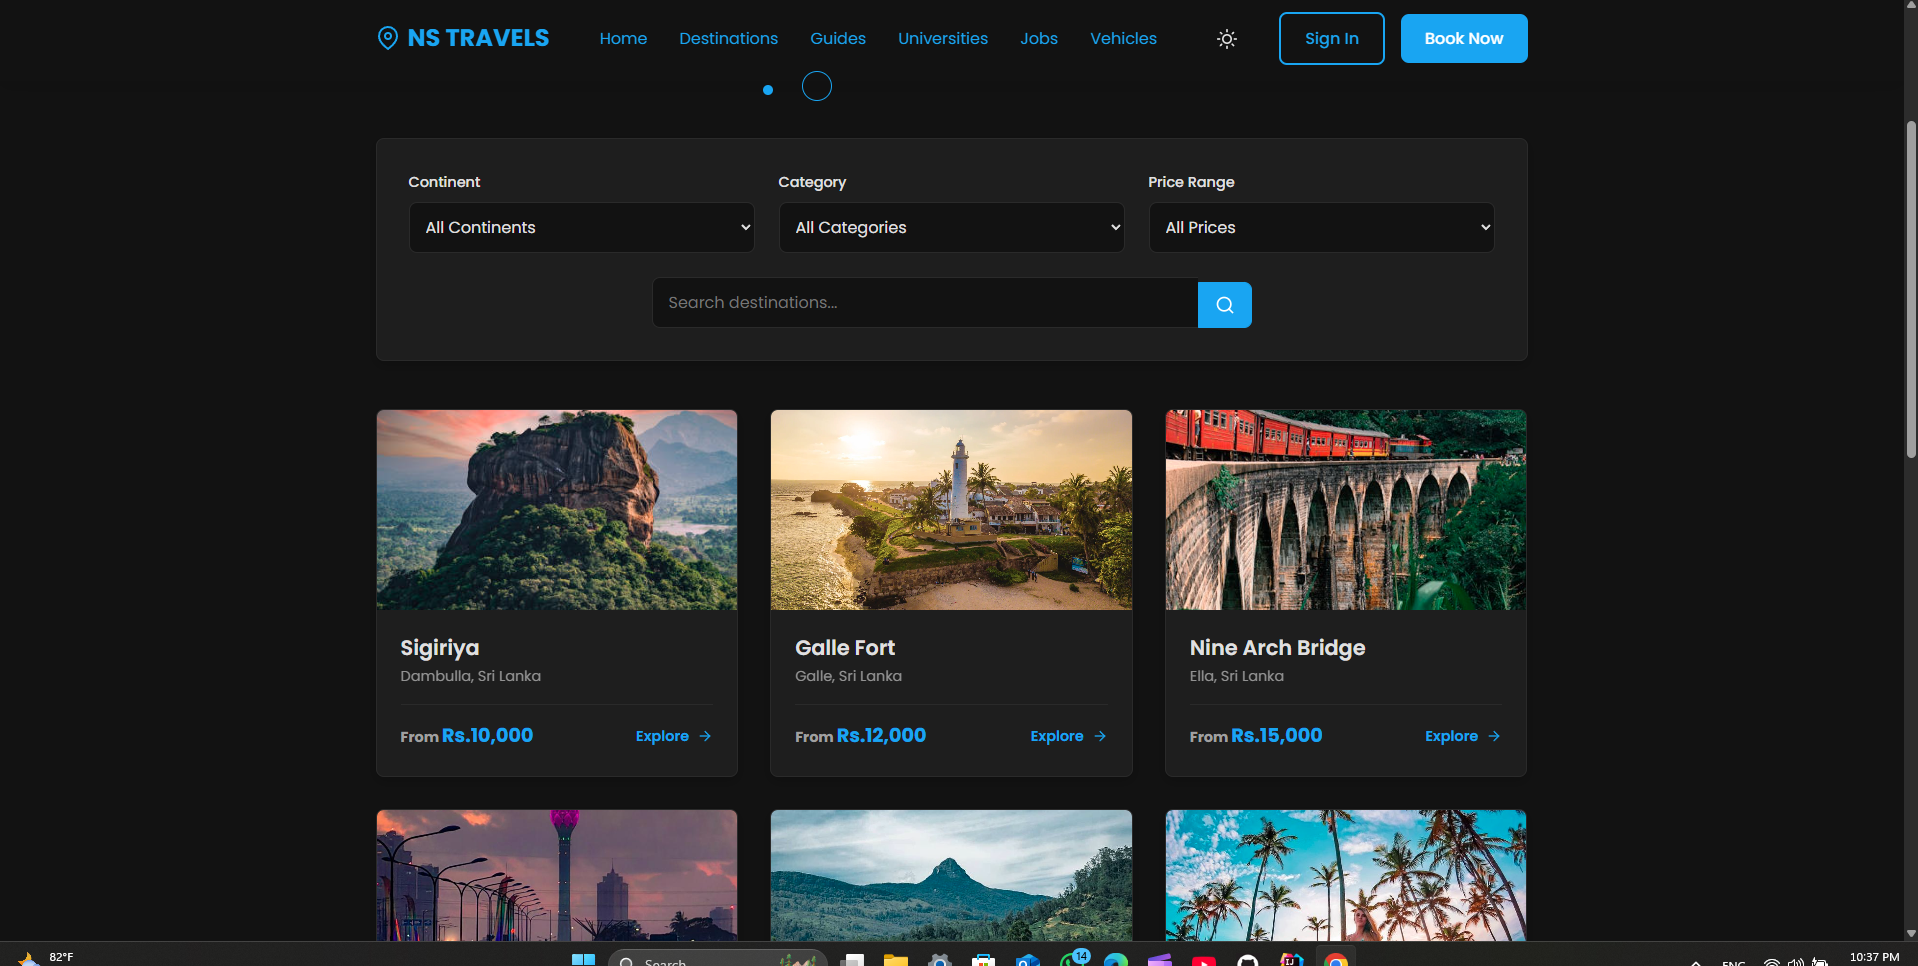 NS TRAVELS Home Destinations Guides Universities Jobs Vehicles Sign In Book Now
Continent Category Price Range
All Continents All Categories All Prices
Search destinations...
Sigiriya
Dambulla, Sri Lanka
From Rs.10,000 Explore →
Galle Fort
Galle, Sri Lanka
From Rs.12,000 Explore →
Nine Arch Bridge
Ella, Sri Lanka
From Rs.15,000 Explore →
82°F
Search
14
ENG
10:37 PM